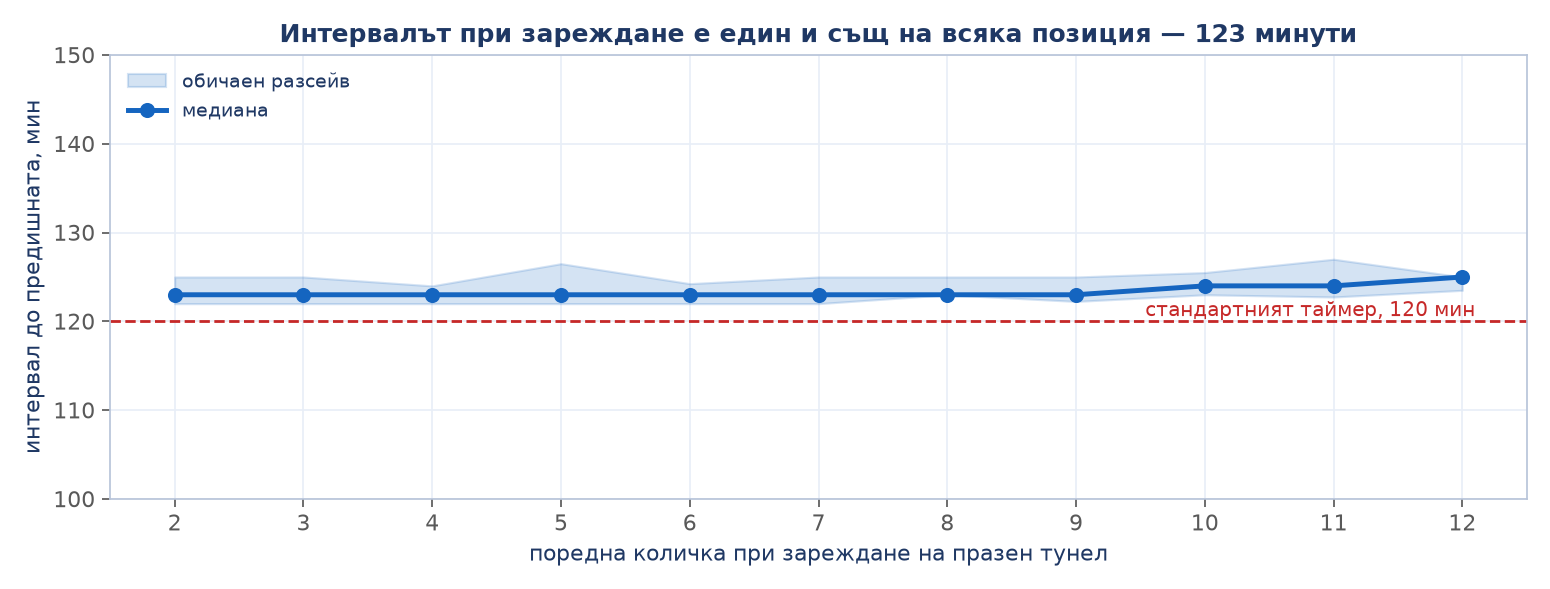 Интервалът при зареждане е един и същ на всяка позиция — 123 минути
150
140
130
120
110
100
интервал до предишната, мин
обичаен разсейв
медиана
стандартният таймер, 120 мин
2 3 4 5 6 7 8 9 10 11 12
поредна количка при зареждане на празен тунел